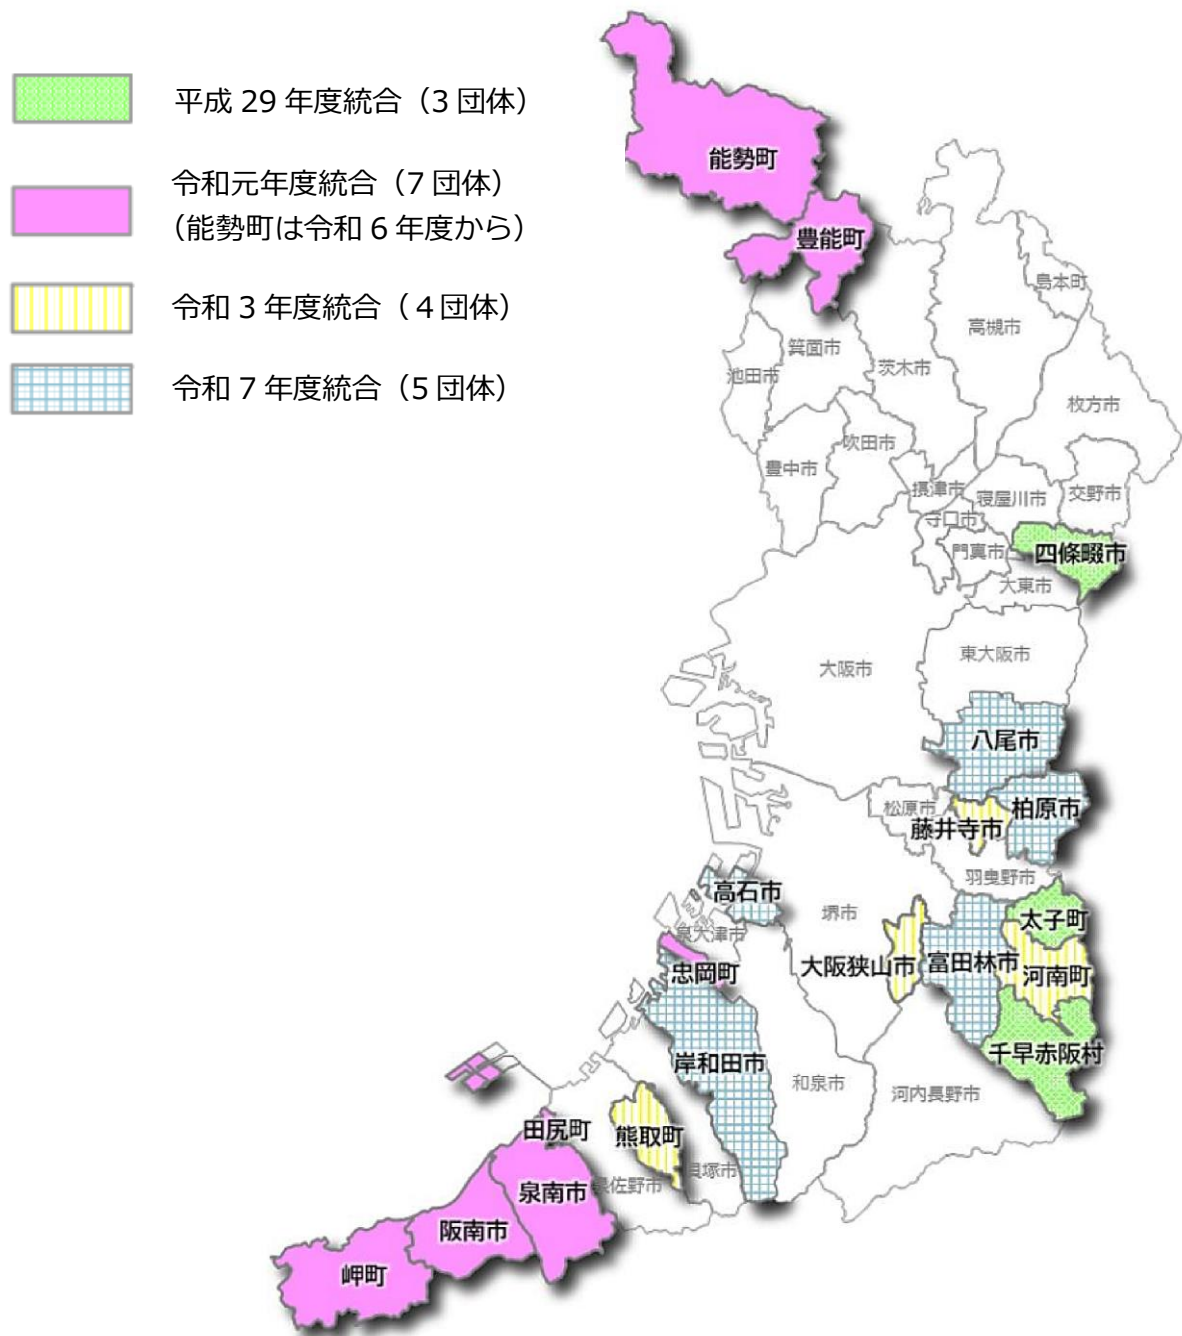 平成 29 年度統合（3 団体）
令和元年度統合（7 団体）
（能勢町は令和 6 年度から）
令和 3 年度統合（４団体）
令和 7 年度統合（5 団体）
能勢町
豊能町
島本町
高槻市
箕面市
茨木市
池田市
枚方市
吹田市
豊中市
摂津市
寝屋川市
交野市
守口市
門真市
四條畷市
大東市
東大阪市
大阪市
八尾市
松原市
柏原市
藤井寺市
羽曳野市
高石市
堺市
太子町
泉大津市
忠岡町
大阪狭山市
富田林市
河南町
千早赤阪村
岸和田市
和泉市
河内長野市
田尻町
熊取町
貝塚市
泉佐野市
泉南市
阪南市
岬町